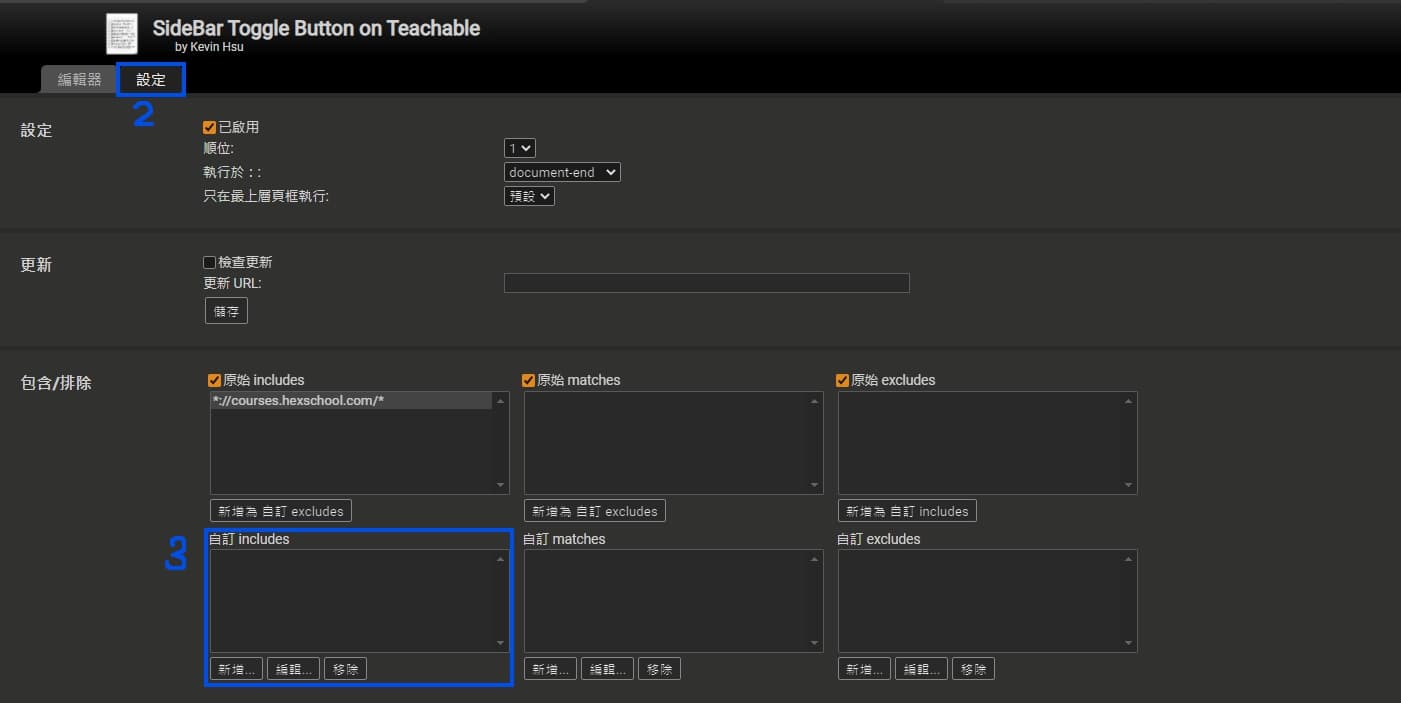 SideBar Toggle Button on Teachable
by Kevin Hsu
編輯器 設定
2
設定
已啟用
順位: 1
執行於：: document-end
只在最上層頁框執行: 預設
更新
檢查更新
更新 URL:
儲存
包含/排除
原始 includes 原始 matches 原始 excludes
*://courses.hexschool.com/*
新增為 自訂 excludes 新增為 自訂 excludes 新增為 自訂 includes
3
自訂 includes 自訂 matches 自訂 excludes
新增... 編輯... 移除 新增... 編輯... 移除 新增... 編輯... 移除